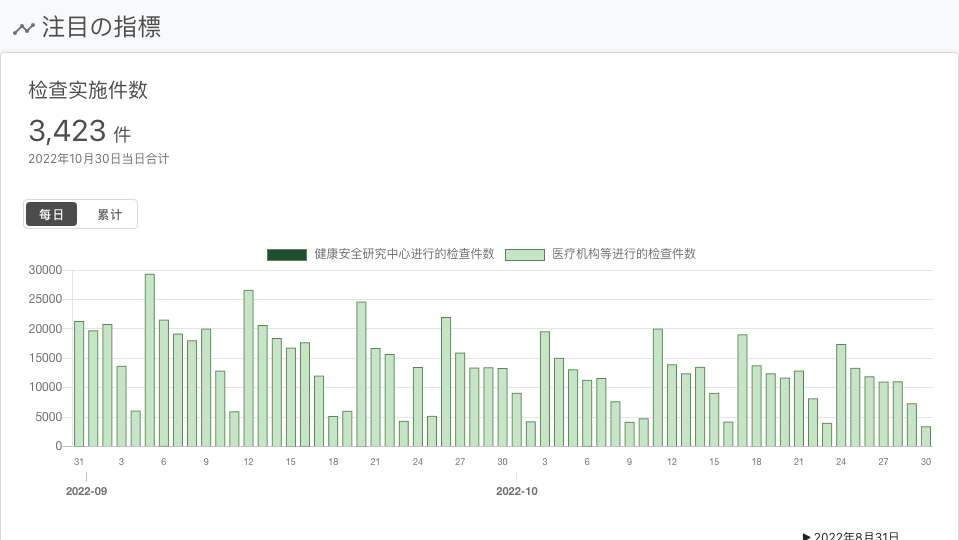 注目の指標
检查实施件数
3,423 件
2022年10月30日当日合计
每日 累计
健康安全研究中心进行的检查件数 医疗机构等进行的检查件数
30000
25000
20000
15000
10000
5000
0
31 3 6 9 12 15 18 21 24 27 30 3 6 9 12 15 18 21 24 27 30
2022-09 2022-10
▶ 2022年8月31日